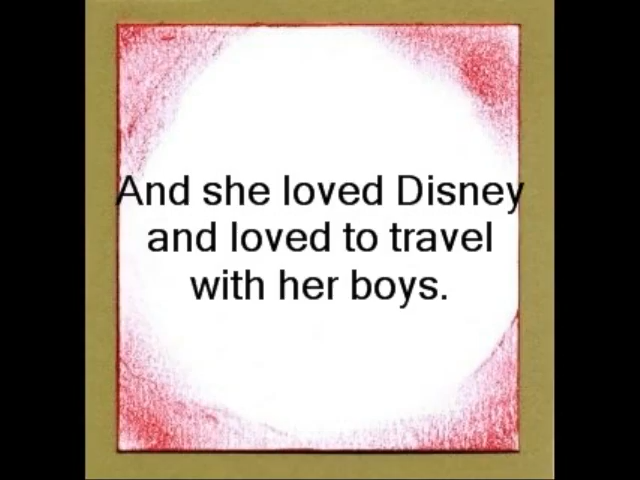 And she loved Disney
and loved to travel
with her boys.